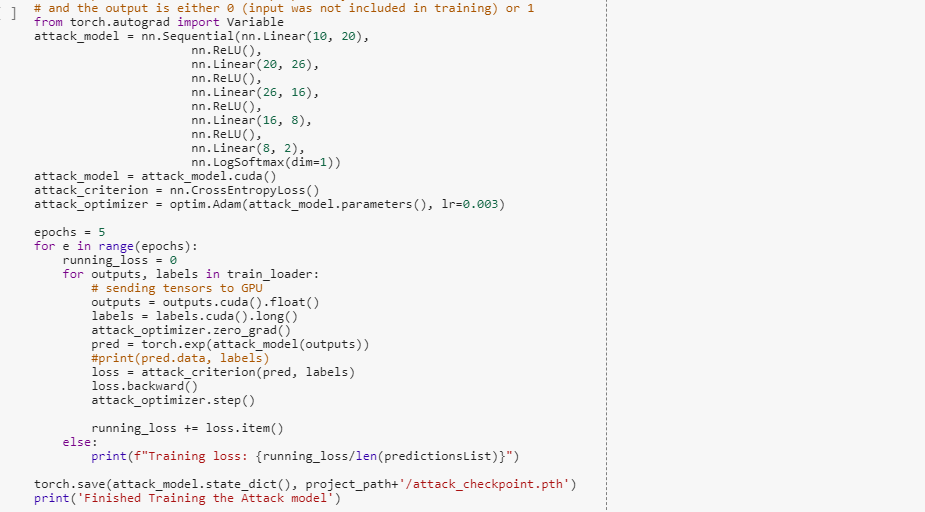 # and the output is either 0 (input was not included in training) or 1
[ ]
from torch.autograd import Variable
attack_model = nn.Sequential(nn.Linear(10, 20),
                      nn.ReLU(),
                      nn.Linear(20, 26),
                      nn.ReLU(),
                      nn.Linear(26, 16),
                      nn.ReLU(),
                      nn.Linear(16, 8),
                      nn.ReLU(),
                      nn.Linear(8, 2),
                      nn.LogSoftmax(dim=1))
attack_model = attack_model.cuda()
attack_criterion = nn.CrossEntropyLoss()
attack_optimizer = optim.Adam(attack_model.parameters(), lr=0.003)

epochs = 5
for e in range(epochs):
    running_loss = 0
    for outputs, labels in train_loader:
        # sending tensors to GPU
        outputs = outputs.cuda().float()
        labels = labels.cuda().long()
        attack_optimizer.zero_grad()
        pred = torch.exp(attack_model(outputs))
        #print(pred.data, labels)
        loss = attack_criterion(pred, labels)
        loss.backward()
        attack_optimizer.step()

        running_loss += loss.item()
    else:
        print(f"Training loss: {running_loss/len(predictionsList)}")

torch.save(attack_model.state_dict(), project_path+'/attack_checkpoint.pth')
print('Finished Training the Attack model')